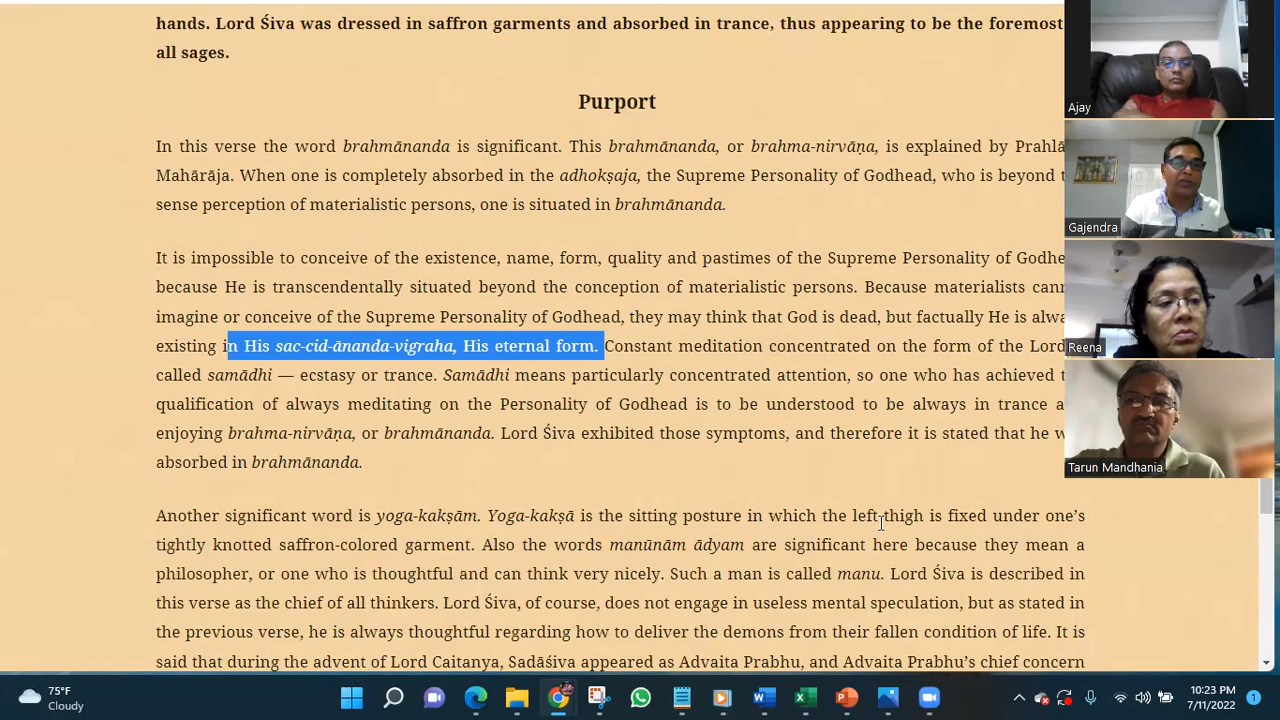 hands. Lord Śiva was dressed in saffron garments and absorbed in trance, thus appearing to be the foremost
all sages.
Purport
In this verse the word brahmānanda is significant. This brahmānanda, or brahma-nirvāṇa, is explained by Prahlā
Mahārāja. When one is completely absorbed in the adhokṣaja, the Supreme Personality of Godhead, who is beyond t
sense perception of materialistic persons, one is situated in brahmānanda.
It is impossible to conceive of the existence, name, form, quality and pastimes of the Supreme Personality of Godhe
because He is transcendentally situated beyond the conception of materialistic persons. Because materialists cann
imagine or conceive of the Supreme Personality of Godhead, they may think that God is dead, but factually He is alwa
existing in His sac-cid-ānanda-vigraha, His eternal form. Constant meditation concentrated on the form of the Lord
called samādhi — ecstasy or trance. Samādhi means particularly concentrated attention, so one who has achieved t
qualification of always meditating on the Personality of Godhead is to be understood to be always in trance a
enjoying brahma-nirvāṇa, or brahmānanda. Lord Śiva exhibited those symptoms, and therefore it is stated that he w
absorbed in brahmānanda.
Another significant word is yoga-kakṣām. Yoga-kakṣā is the sitting posture in which the left thigh is fixed under one’s
tightly knotted saffron-colored garment. Also the words manūnām ādyam are significant here because they mean a
philosopher, or one who is thoughtful and can think very nicely. Such a man is called manu. Lord Śiva is described in
this verse as the chief of all thinkers. Lord Śiva, of course, does not engage in useless mental speculation, but as stated in
the previous verse, he is always thoughtful regarding how to deliver the demons from their fallen condition of life. It is
said that during the advent of Lord Caitanya, Sadāśiva appeared as Advaita Prabhu, and Advaita Prabhu’s chief concern
Ajay
Gajendra
Reena
Tarun Mandhania
75°F
Cloudy
10:23 PM
7/11/2022
1